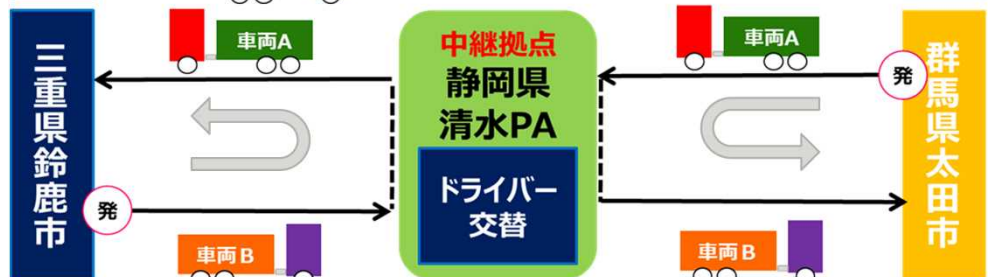 三重県鈴鹿市
車両A
中継拠点
静岡県
清水PA
ドライバー
交替
車両A
発
群馬県太田市
発
車両B
車両B